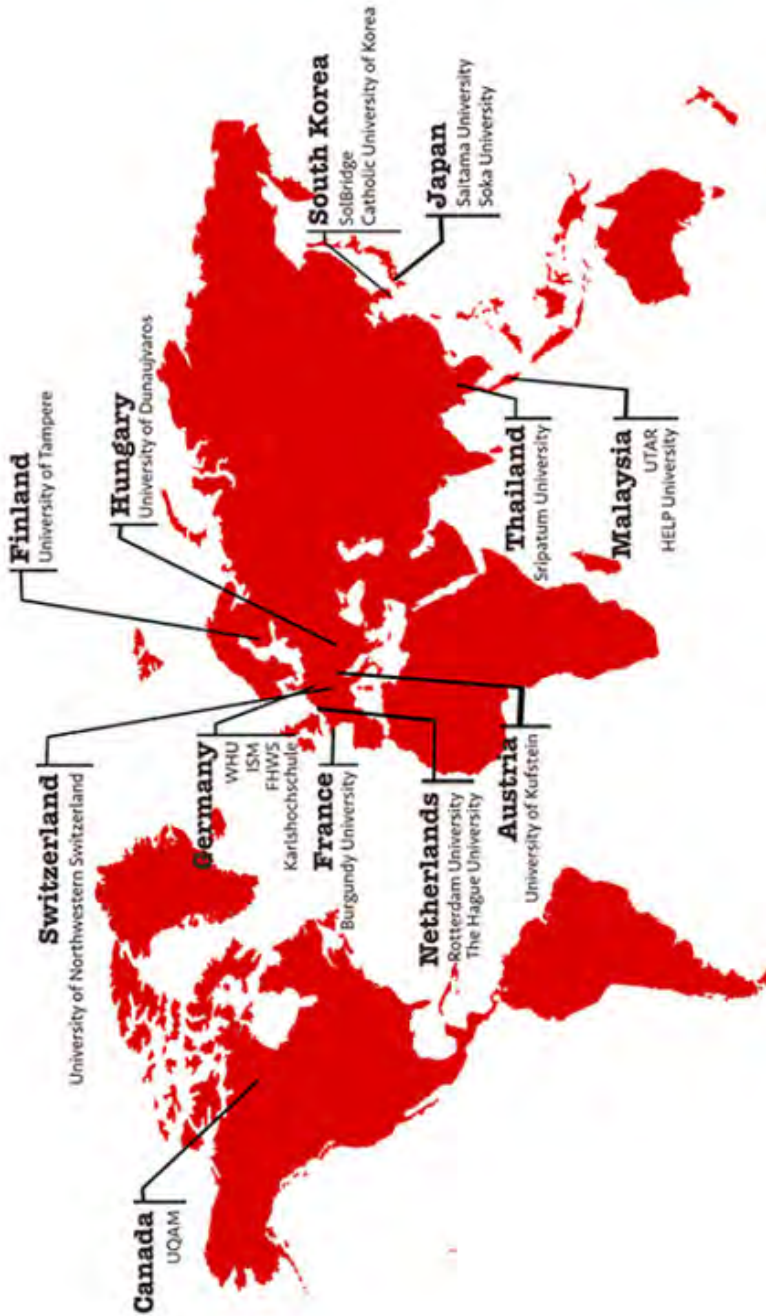 Canada
UQAM
Switzerland
University of Northwestern Switzerland
Germany
WHU
ISM
FHWS
Karlshochschule
France
Burgundy University
Netherlands
Rotterdam University
The Hague University
Austria
University of Kufstein
Finland
University of Tampere
Hungary
University of Dunaujvaros
South Korea
SolBridge
Catholic University of Korea
Japan
Saitama University
Soka University
Thailand
Sripatum University
Malaysia
UTAR
HELP University